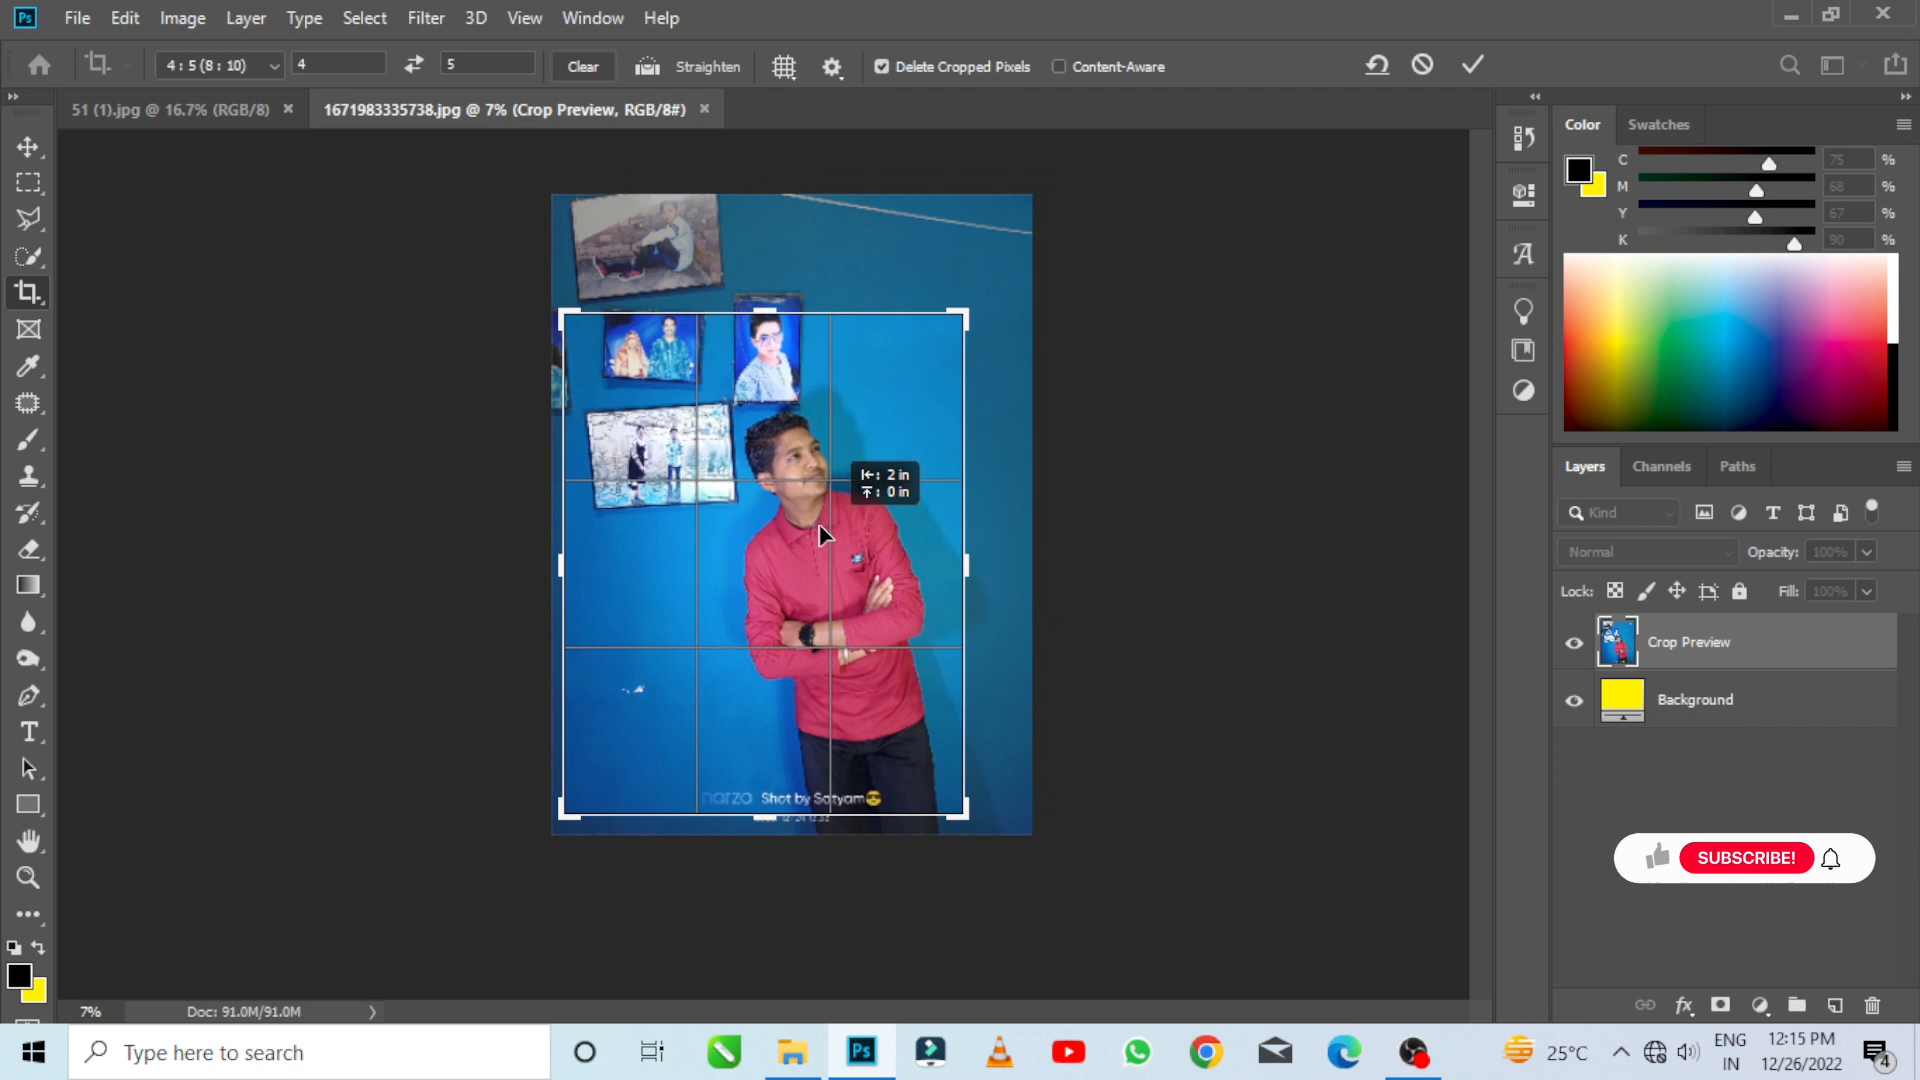 Ps File Edit Image Layer Type Select Filter 3D View Window Help
4 : 5 (8 : 10) 4 5 Clear Straighten Delete Cropped Pixels Content-Aware
51 (1).jpg @ 16.7% (RGB/8) × 1671983335738.jpg @ 7% (Crop Preview, RGB/8#) ×
Color Swatches
C 75 %
M 68 %
Y 67 %
K 90 %
Layers Channels Paths
Kind
Normal Opacity: 100%
Lock: Fill: 100%
Crop Preview
Background
2 in
0 in
narzo Shot by Satyam😎
SUBSCRIBE!
7% Doc: 91.0M/91.0M
Type here to search
Ps
25°C
ENG
IN
12:15 PM
12/26/2022
4